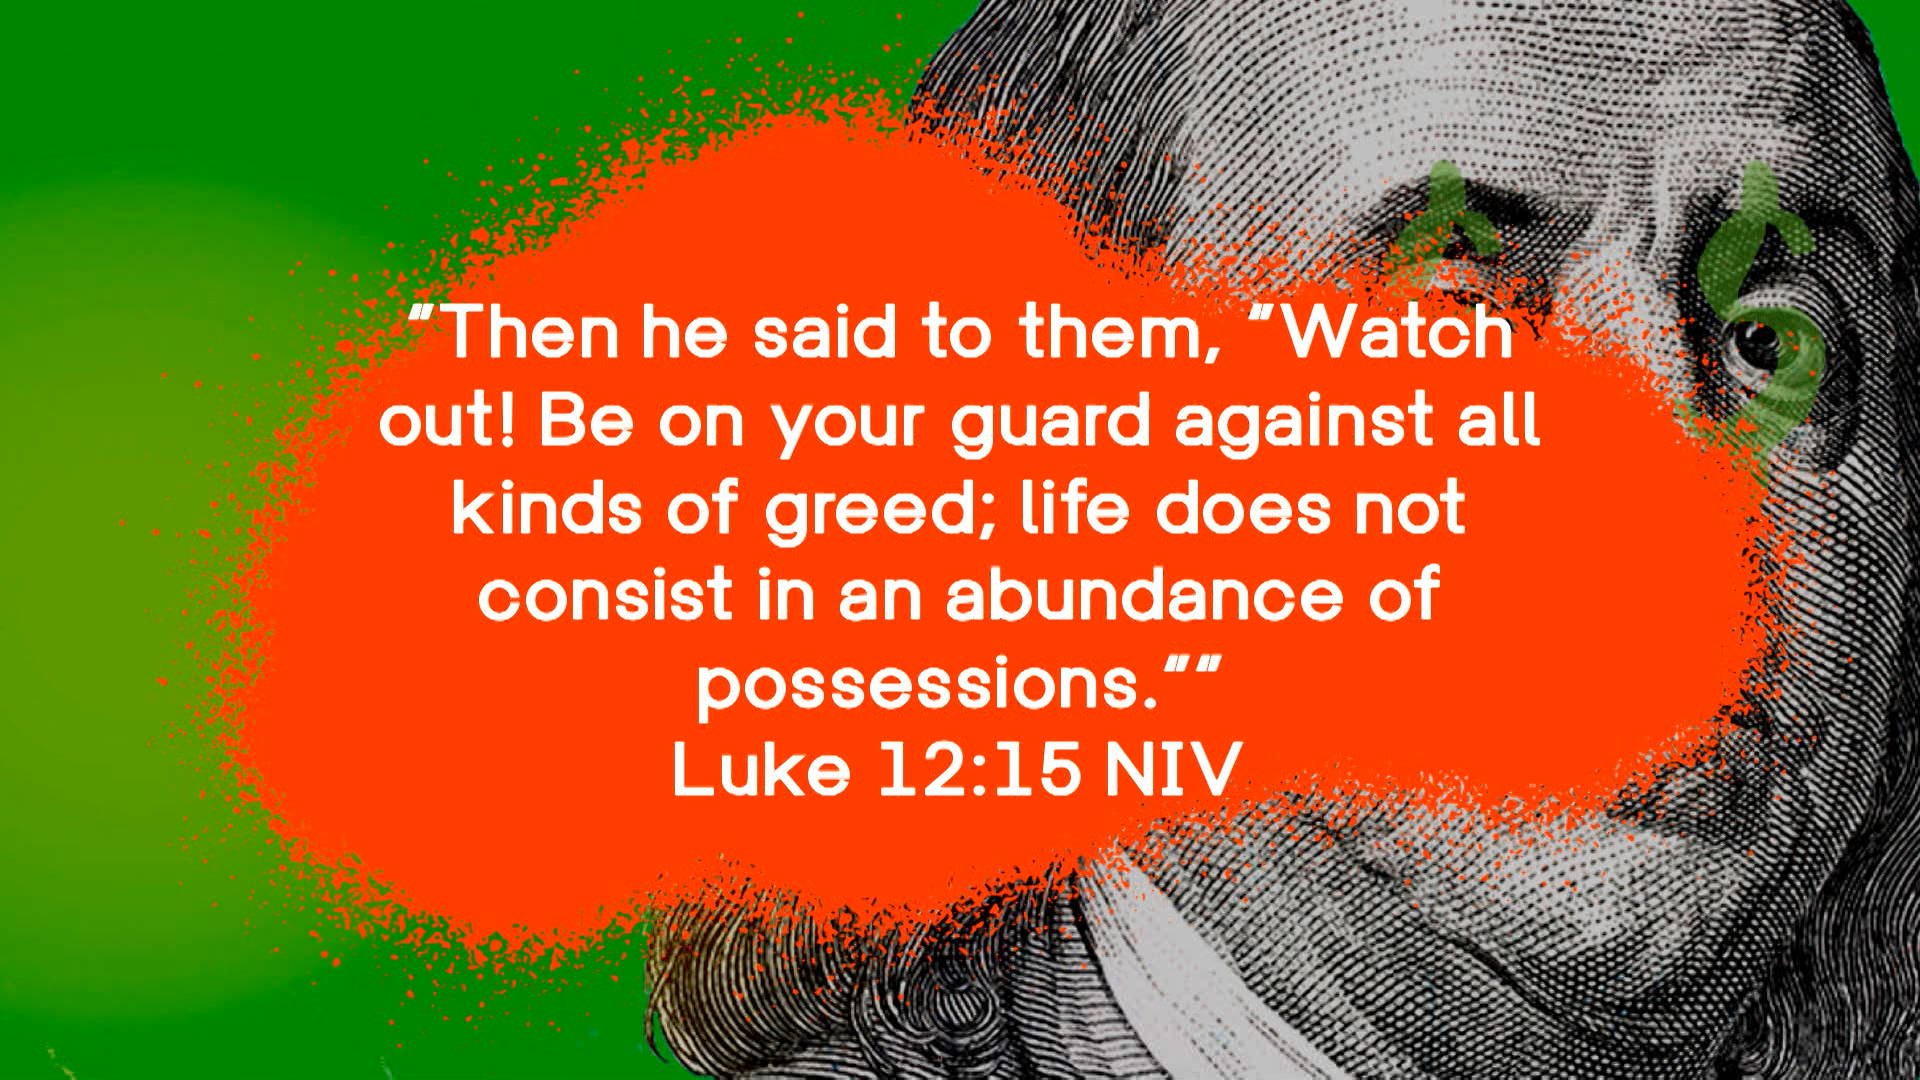 "Then he said to them, "Watch
out! Be on your guard against all
kinds of greed; life does not
consist in an abundance of
possessions.""
Luke 12:15 NIV